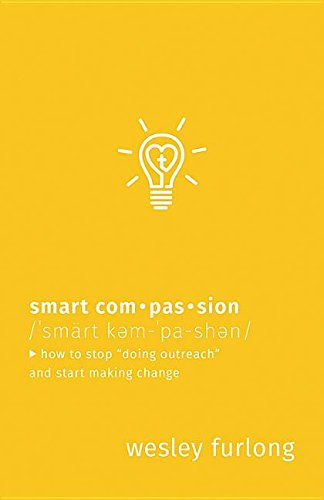 smart com•pas•sion
/ˈsmärt kəm-ˈpa-shən/
▸ how to stop “doing outreach”
and start making change
wesley furlong